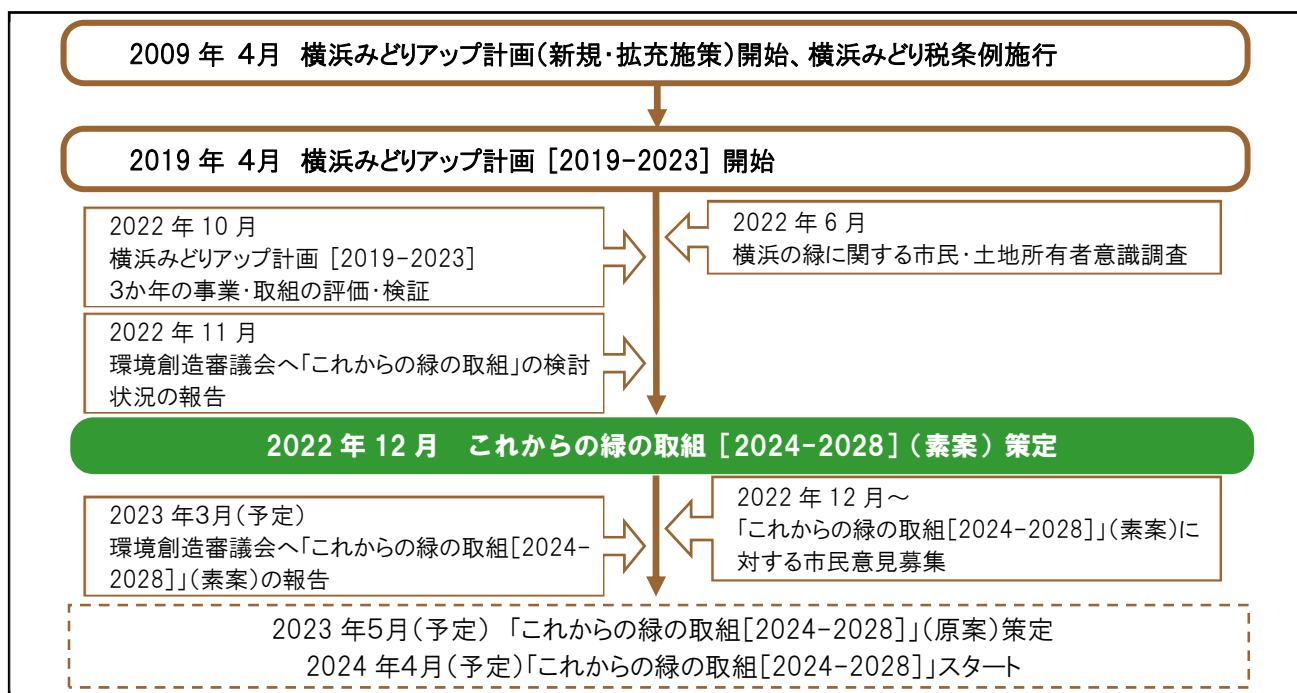 2009 年 4月 横浜みどりアップ計画(新規・拡充施策)開始、横浜みどり税条例施行
2019 年 4月 横浜みどりアップ計画 [2019-2023] 開始
2022 年 10 月
横浜みどりアップ計画 [2019-2023]
3か年の事業・取組の評価・検証
2022 年 6 月
横浜の緑に関する市民・土地所有者意識調査
2022 年 11 月
環境創造審議会へ「これからの緑の取組」の検討
状況の報告
2022 年 12 月 これからの緑の取組 [2024-2028] (素案) 策定
2022 年 12 月~
「これからの緑の取組[2024-2028]」(素案)に
対する市民意見募集
2023 年3月(予定)
環境創造審議会へ「これからの緑の取組[2024-
2028]」(素案)の報告
2023 年5月(予定) 「これからの緑の取組[2024-2028]」(原案)策定
2024 年4月(予定)「これからの緑の取組[2024-2028]」スタート